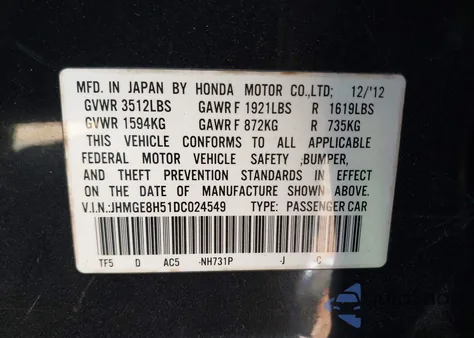 MFD. IN JAPAN BY HONDA MOTOR CO.,LTD; 12/'12
GVWR 3512LBS GAWR F 1921LBS R 1619LBS
GVWR 1594KG GAWR F 872KG R 735KG
THIS VEHICLE CONFORMS TO ALL APPLICABLE
FEDERAL MOTOR VEHICLE SAFETY ,BUMPER,
AND THEFT PREVENTION STANDARDS IN EFFECT
ON THE DATE OF MANUFACTURE SHOWN ABOVE.
V.I.N.:JHMGE8H51DC024549 TYPE: PASSENGER CAR
TF5 D AC5 -NH731P -J C